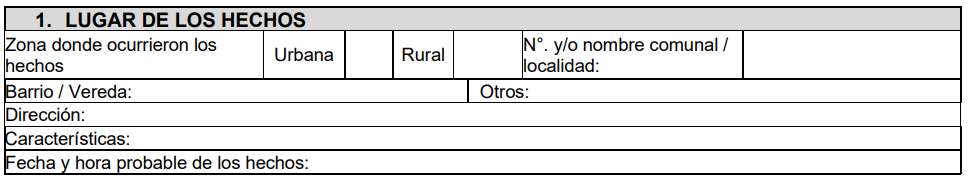 1. LUGAR DE LOS HECHOS
Zona donde ocurrieron los
hechos
Urbana
Rural
N°. y/o nombre comunal /
localidad:
Barrio / Vereda:
Otros:
Dirección:
Características:
Fecha y hora probable de los hechos: